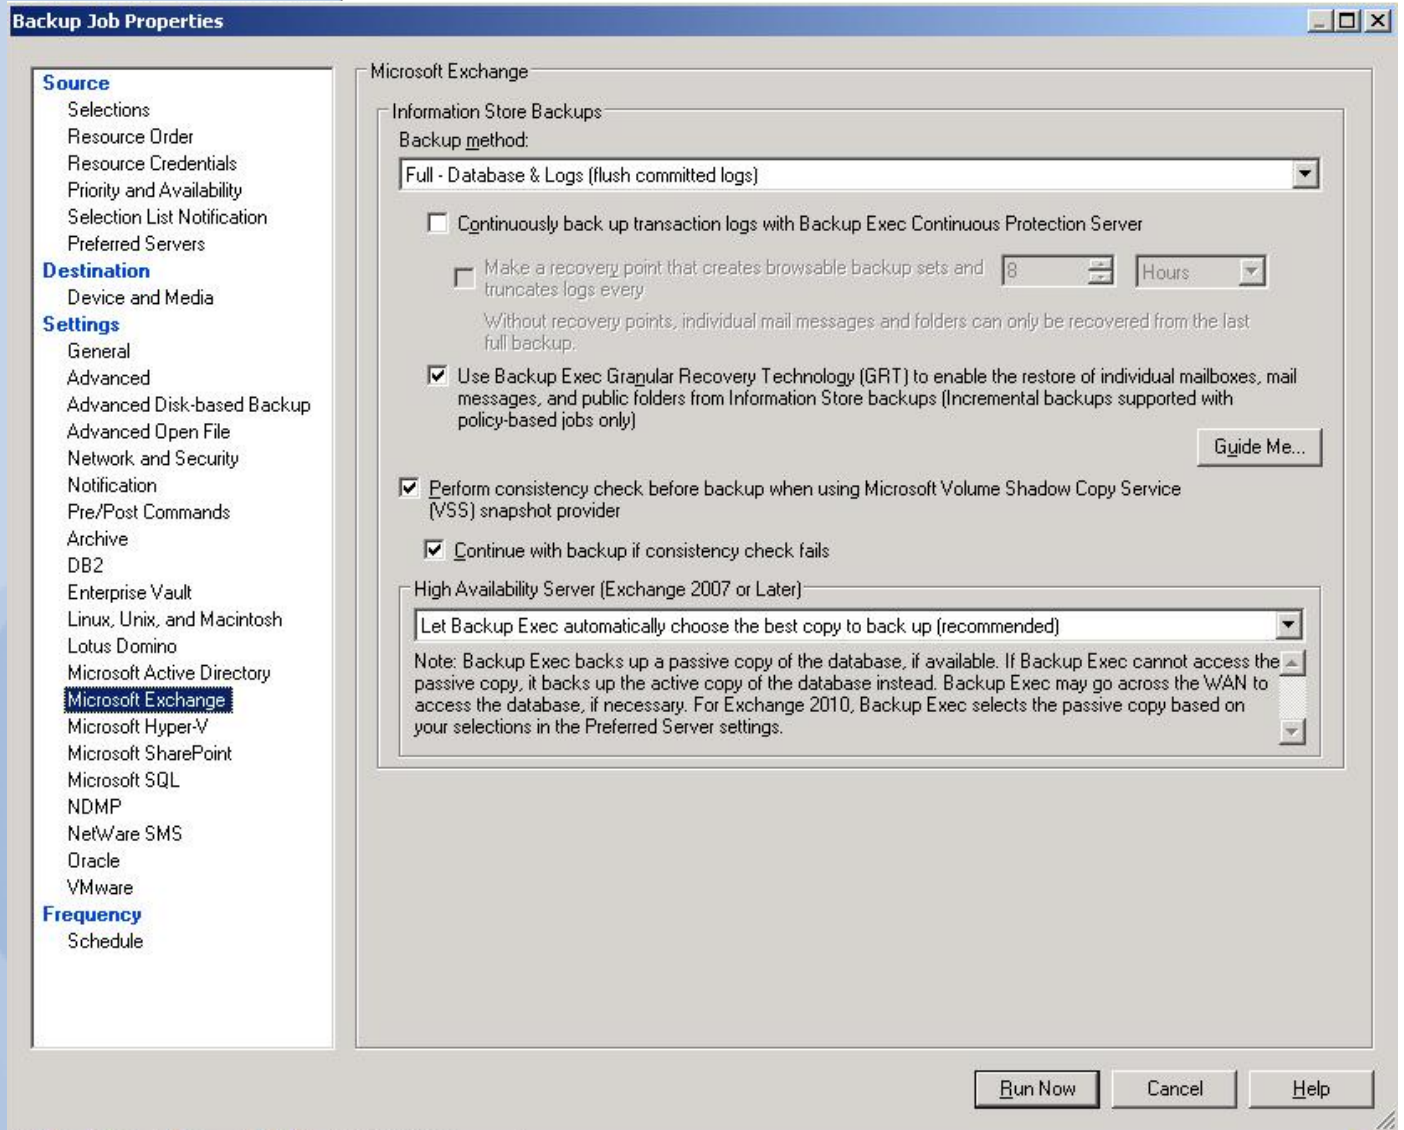 Backup Job Properties
Source
Selections
Resource Order
Resource Credentials
Priority and Availability
Selection List Notification
Preferred Servers
Destination
Device and Media
Settings
General
Advanced
Advanced Disk-based Backup
Advanced Open File
Network and Security
Notification
Pre/Post Commands
Archive
DB2
Enterprise Vault
Linux, Unix, and Macintosh
Lotus Domino
Microsoft Active Directory
Microsoft Exchange
Microsoft Hyper-V
Microsoft SharePoint
Microsoft SQL
NDMP
NetWare SMS
Oracle
VMware
Frequency
Schedule
Microsoft Exchange
Information Store Backups
Backup method:
Full - Database & Logs (flush committed logs)
Continuously back up transaction logs with Backup Exec Continuous Protection Server
Make a recovery point that creates browsable backup sets and
truncates logs every
8
Hours
Without recovery points, individual mail messages and folders can only be recovered from the last
full backup.
Use Backup Exec Granular Recovery Technology (GRT) to enable the restore of individual mailboxes, mail
messages, and public folders from Information Store backups (Incremental backups supported with
policy-based jobs only)
Guide Me...
Perform consistency check before backup when using Microsoft Volume Shadow Copy Service
(VSS) snapshot provider
Continue with backup if consistency check fails
High Availability Server (Exchange 2007 or Later)
Let Backup Exec automatically choose the best copy to back up (recommended)
Note: Backup Exec backs up a passive copy of the database, if available. If Backup Exec cannot access the
passive copy, it backs up the active copy of the database instead. Backup Exec may go across the WAN to
access the database, if necessary. For Exchange 2010, Backup Exec selects the passive copy based on
your selections in the Preferred Server settings.
Run Now
Cancel
Help